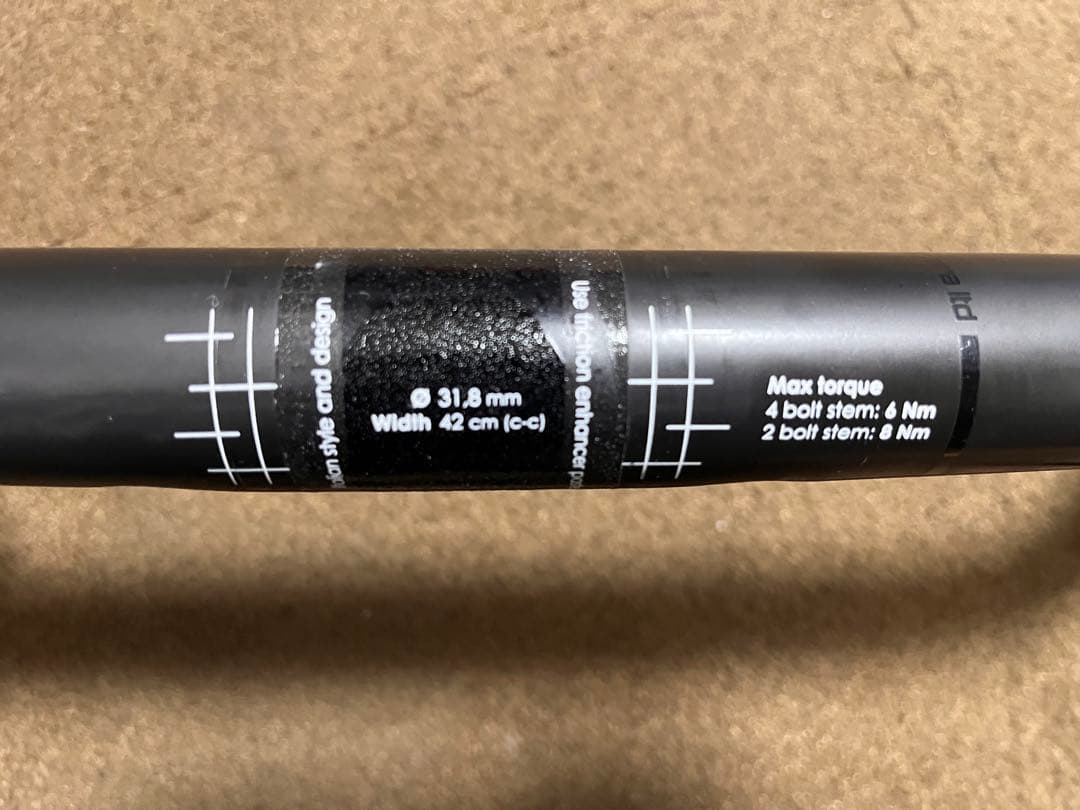 style and design
Ø 31,8 mm
Width 42 cm (c-c)
Use friction enhancer
Max torque
4 bolt stem: 6 Nm
2 bolt stem: 8 Nm